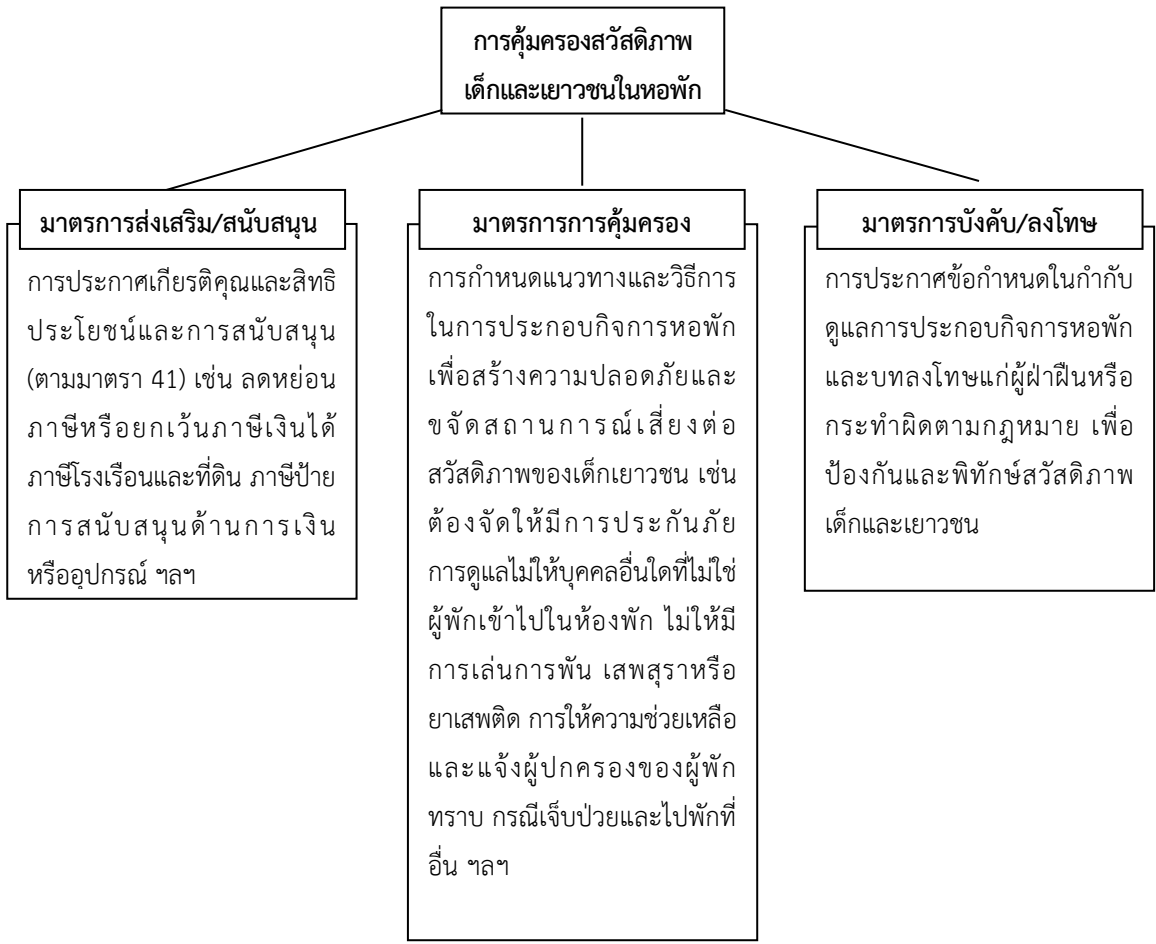 การคุ้มครองสวัสดิภาพ
เด็กและเยาวชนในหอพัก
มาตรการส่งเสริม/สนับสนุน
การประกาศเกียรติคุณและสิทธิ
ประโยชน์และการสนับสนุน
(ตามมาตรา 41) เช่น ลดหย่อน
ภาษีหรือยกเว้นภาษีเงินได้
ภาษีโรงเรือนและที่ดิน ภาษีป้าย
การสนับสนุนด้านการเงิน
หรืออุปกรณ์ ฯลฯ
มาตรการการคุ้มครอง
การกำหนดแนวทางและวิธีการ
ในการประกอบกิจการหอพัก
เพื่อสร้างความปลอดภัยและ
ขจัดสถานการณ์เสี่ยงต่อ
สวัสดิภาพของเด็กเยาวชน เช่น
ต้องจัดให้มีการประกันภัย
การดูแลไม่ให้บุคคลอื่นใดที่ไม่ใช่
ผู้พักเข้าไปในห้องพัก ไม่ให้มี
การเล่นการพัน เสพสุราหรือ
ยาเสพติด การให้ความช่วยเหลือ
และแจ้งผู้ปกครองของผู้พัก
ทราบ กรณีเจ็บป่วยและไปพักที่
อื่น ฯลฯ
มาตรการบังคับ/ลงโทษ
การประกาศข้อกำหนดในกำกับ
ดูแลการประกอบกิจการหอพัก
และบทลงโทษแก่ผู้ฝ่าฝืนหรือ
กระทำผิดตามกฎหมาย เพื่อ
ป้องกันและพิทักษ์สวัสดิภาพ
เด็กและเยาวชน